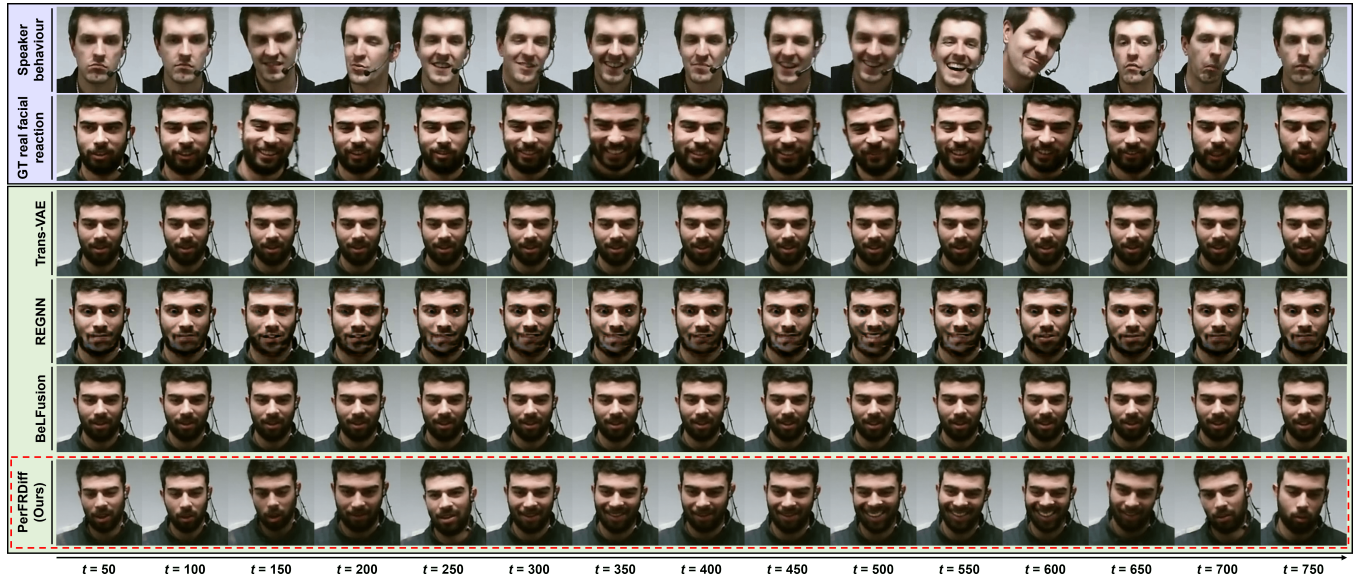 Speaker
behaviour
GT real facial
reaction
Trans-VAE
REGNN
BeLFusion
PerFRDiff
(Ours)
t = 50 t = 100 t = 150 t = 200 t = 250 t = 300 t = 350 t = 400 t = 450 t = 500 t = 550 t = 600 t = 650 t = 700 t = 750